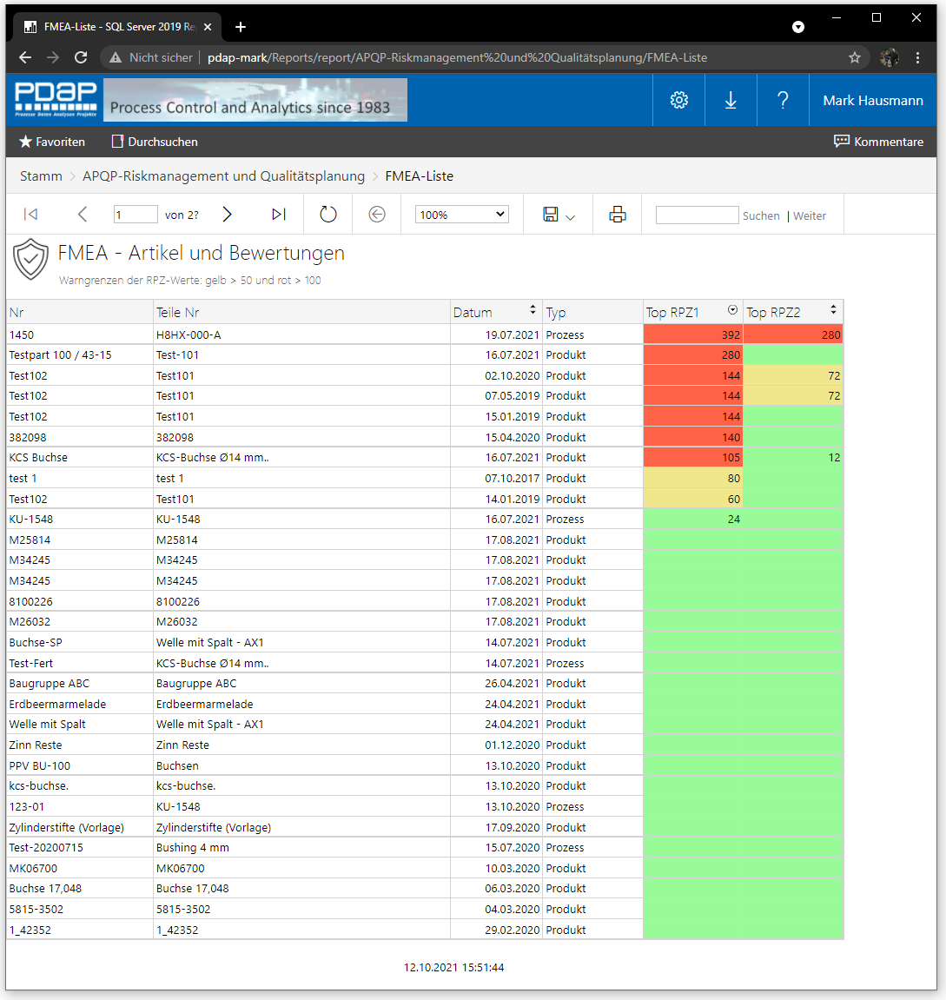 FMEA-Liste - SQL Server 2019 Re
Nicht sicher | pdap-mark/Reports/report/APQP-Riskmanagement%20und%20Qualitätsplanung/FMEA-Liste
PDAP Process Control and Analytics since 1983 ? Mark Hausmann
Prozesse Daten Analysen Projekte
Favoriten Durchsuchen Kommentare
Stamm > APQP-Riskmanagement und Qualitätsplanung > FMEA-Liste
1 von 2? 100% Suchen | Weiter
FMEA - Artikel und Bewertungen
Warngrenzen der RPZ-Werte: gelb > 50 und rot > 100
Nr Teile Nr Datum Typ Top RPZ1 Top RPZ2
1450 H8HX-000-A 19.07.2021 Prozess 392 280
Testpart 100 / 43-15 Test-101 16.07.2021 Produkt 280
Test102 Test101 02.10.2020 Produkt 144 72
Test102 Test101 07.05.2019 Produkt 144 72
Test102 Test101 15.01.2019 Produkt 144
382098 382098 15.04.2020 Produkt 140
KCS Buchse KCS-Buchse Ø14 mm.. 16.07.2021 Produkt 105 12
test 1 test 1 07.10.2017 Produkt 80
Test102 Test101 14.01.2019 Produkt 60
KU-1548 KU-1548 16.07.2021 Prozess 24
M25814 M25814 17.08.2021 Produkt
M34245 M34245 17.08.2021 Produkt
M34245 M34245 17.08.2021 Produkt
8100226 8100226 17.08.2021 Produkt
M26032 M26032 17.08.2021 Produkt
Buchse-SP Welle mit Spalt - AX1 14.07.2021 Produkt
Test-Fert KCS-Buchse Ø14 mm.. 14.07.2021 Prozess
Baugruppe ABC Baugruppe ABC 26.04.2021 Produkt
Erdbeermarmelade Erdbeermarmelade 24.04.2021 Produkt
Welle mit Spalt Welle mit Spalt - AX1 24.04.2021 Produkt
Zinn Reste Zinn Reste 01.12.2020 Produkt
PPV BU-100 Buchsen 13.10.2020 Produkt
kcs-buchse. kcs-buchse. 13.10.2020 Produkt
123-01 KU-1548 13.10.2020 Prozess
Zylinderstifte (Vorlage) Zylinderstifte (Vorlage) 17.09.2020 Produkt
Test-20200715 Bushing 4 mm 15.07.2020 Prozess
MK06700 MK06700 10.03.2020 Produkt
Buchse 17,048 Buchse 17,048 06.03.2020 Produkt
5815-3502 5815-3502 04.03.2020 Produkt
1_42352 1_42352 29.02.2020 Produkt
12.10.2021 15:51:44